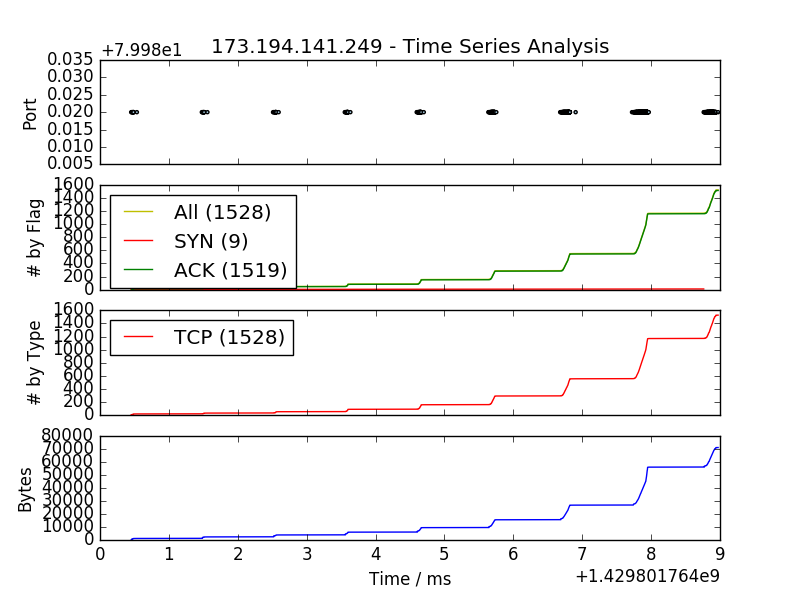 173.194.141.249 - Time Series Analysis
+7.998e1
0.035
0.030
0.025
0.020
0.015
0.010
0.005
Port
1600
1400
1200
1000
800
600
400
200
0
# by Flag
All (1528)
SYN (9)
ACK (1519)
1600
1400
1200
1000
800
600
400
200
0
# by Type
TCP (1528)
80000
70000
60000
50000
40000
30000
20000
10000
0
Bytes
0 1 2 3 4 5 6 7 8 9
Time / ms
+1.429801764e9